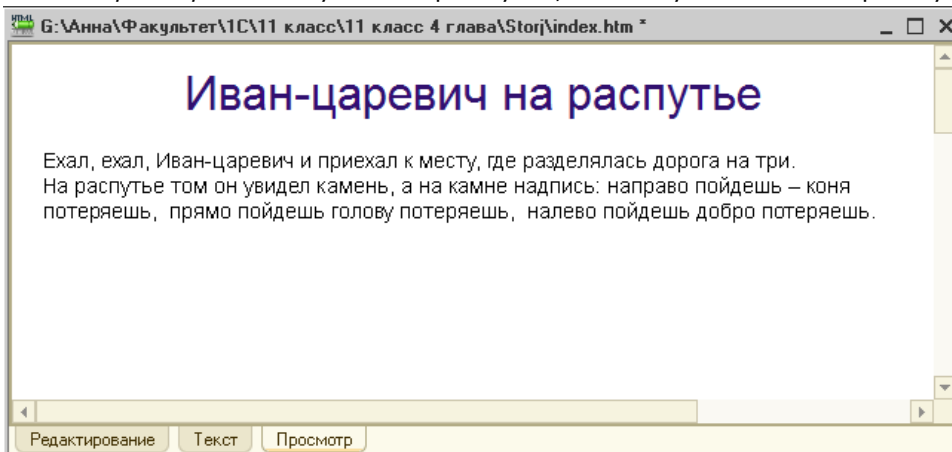 G:\Анна\Факультет\1С\11 класс\11 класс 4 глава\Storj\index.htm *
Иван-царевич на распутье
Ехал, ехал, Иван-царевич и приехал к месту, где разделялась дорога на три.
На распутье том он увидел камень, а на камне надпись: направо пойдешь – коня
потеряешь,  прямо пойдешь голову потеряешь,  налево пойдешь добро потеряешь.
Редактирование Текст Просмотр